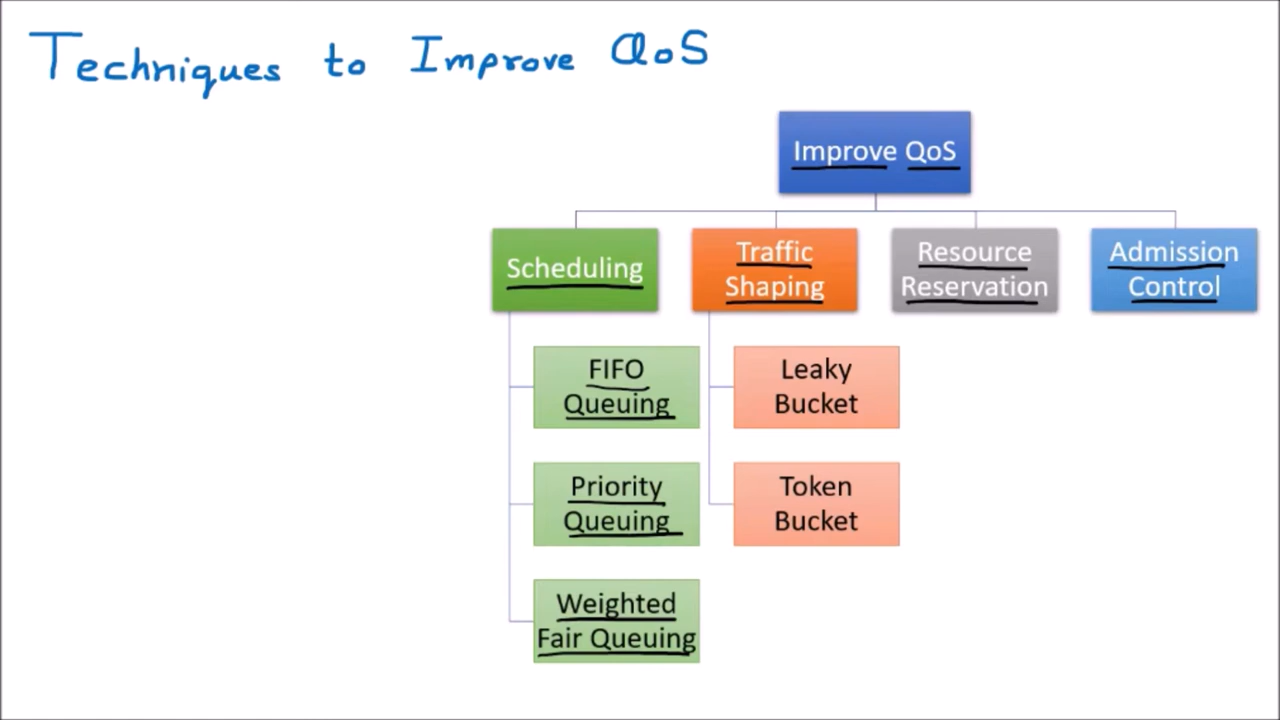 Techniques to Improve QoS
Improve QoS
Scheduling
Traffic
Shaping
Resource
Reservation
Admission
Control
FIFO
Queuing
Leaky
Bucket
Priority
Queuing
Token
Bucket
Weighted
Fair Queuing